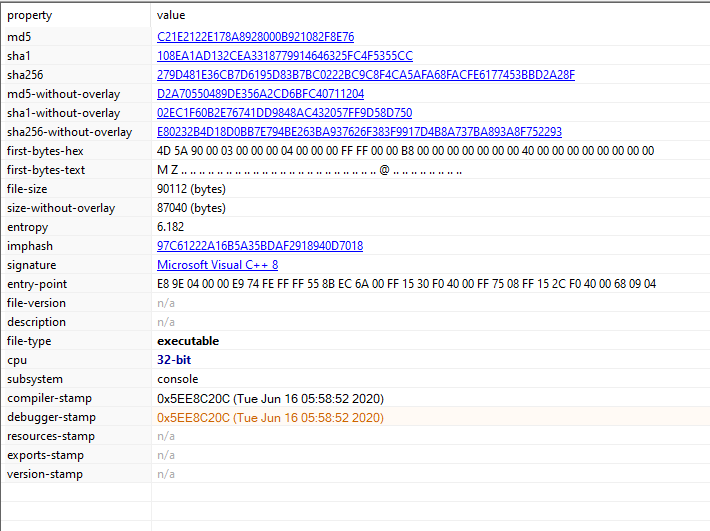 property value
md5 C21E2122E178A8928000B921082F8E76
sha1 108EA1AD132CEA3318779914646325FC4F5355CC
sha256 279D481E36CB7D6195D83B7BC0222BC9C8F4CA5AFA68FACFE6177453BBD2A28F
md5-without-overlay D2A70550489DE356A2CD6BFC40711204
sha1-without-overlay 02EC1F60B2E76741DD9848AC432057FF9D58D750
sha256-without-overlay E80232B4D18D0BB7E794BE263BA937626F383F9917D4B8A737BA893A8F752293
first-bytes-hex 4D 5A 90 00 03 00 00 00 04 00 00 00 FF FF 00 00 B8 00 00 00 00 00 00 00 40 00 00 00 00 00 00 00
first-bytes-text M Z .. .. .. .. .. .. .. .. .. .. .. .. .. .. .. .. .. .. .. .. .. .. @ .. .. .. .. .. .. ..
file-size 90112 (bytes)
size-without-overlay 87040 (bytes)
entropy 6.182
imphash 97C61222A16B5A35BDAF2918940D7018
signature Microsoft Visual C++ 8
entry-point E8 9E 04 00 00 E9 74 FE FF FF 55 8B EC 6A 00 FF 15 30 F0 40 00 FF 75 08 FF 15 2C F0 40 00 68 09 04
file-version n/a
description n/a
file-type executable
cpu 32-bit
subsystem console
compiler-stamp 0x5EE8C20C (Tue Jun 16 05:58:52 2020)
debugger-stamp 0x5EE8C20C (Tue Jun 16 05:58:52 2020)
resources-stamp n/a
exports-stamp n/a
version-stamp n/a